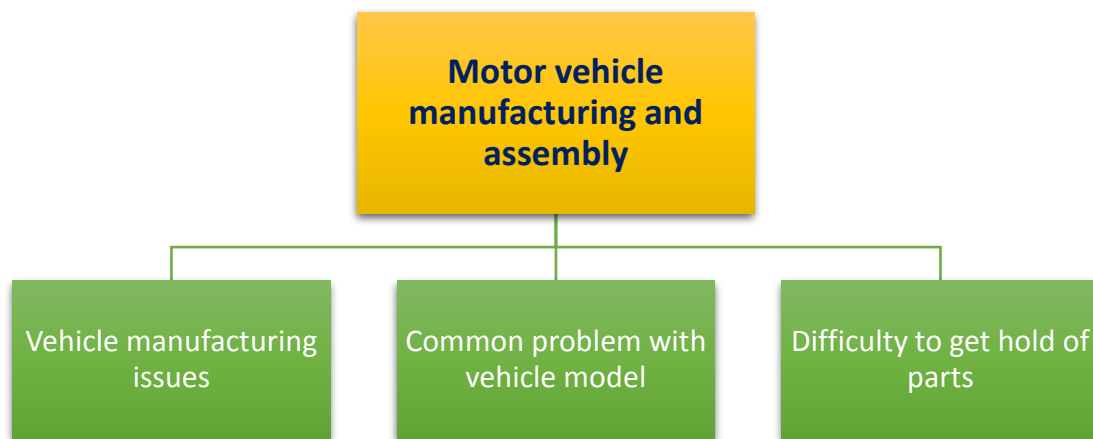 Motor vehicle
manufacturing and
assembly
Vehicle manufacturing
issues
Common problem with
vehicle model
Difficulty to get hold of
parts